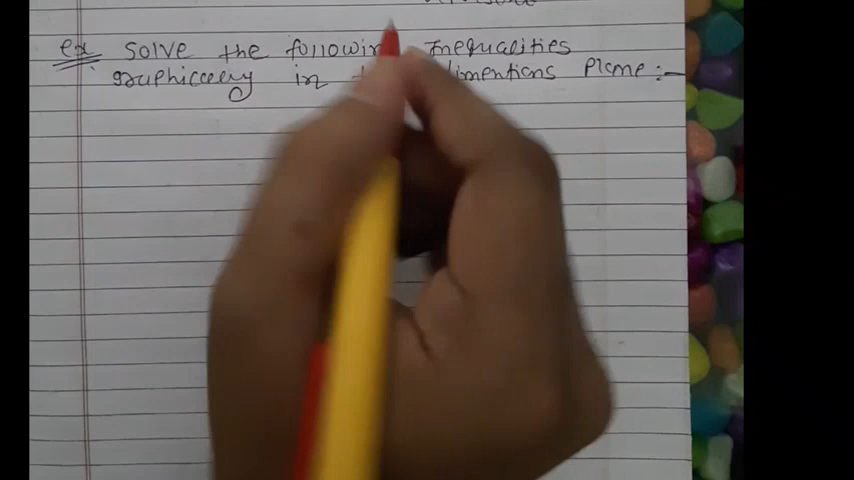 ex Solve the following Inequalities
graphically in dimentions Plane :-